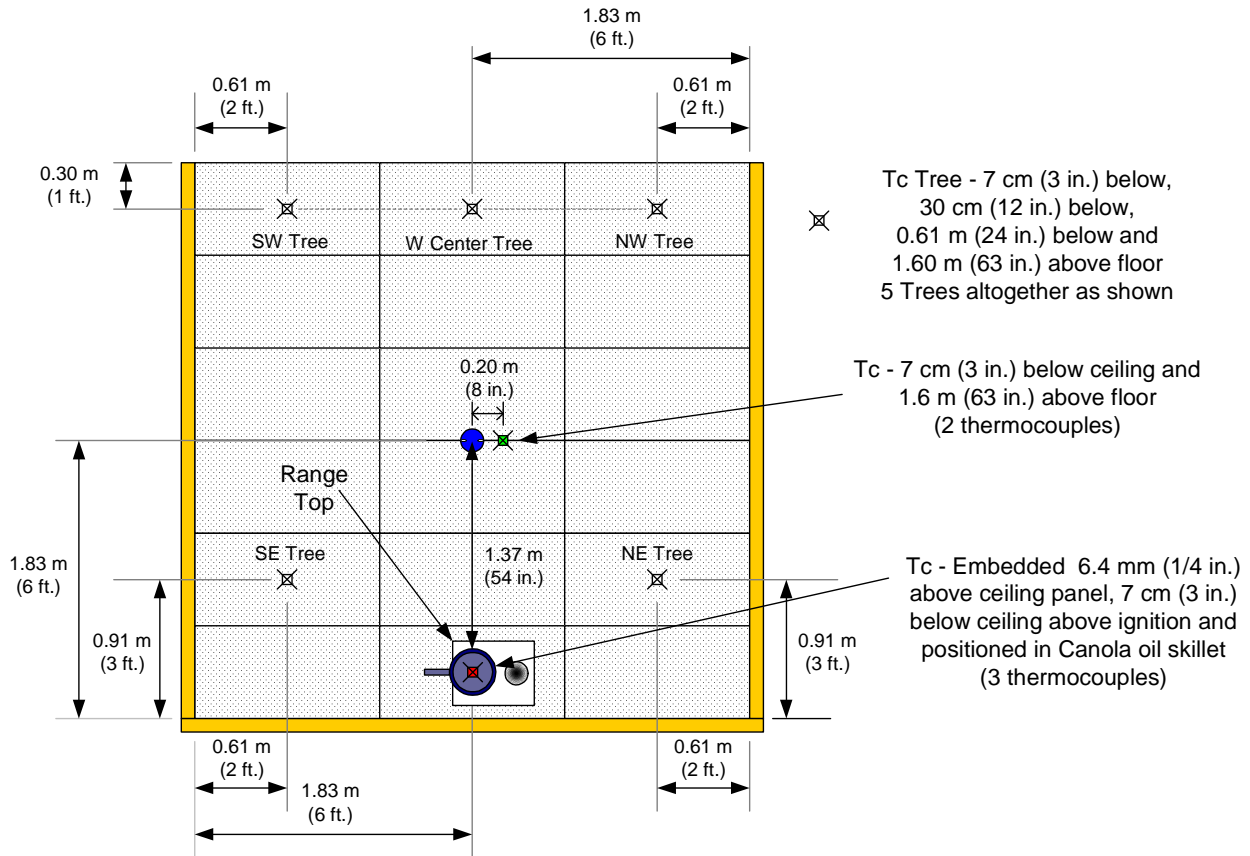 1.83 m
(6 ft.)
0.61 m
(2 ft.)
0.61 m
(2 ft.)
0.30 m
(1 ft.)
SW Tree
W Center Tree
NW Tree
Tc Tree - 7 cm (3 in.) below,
30 cm (12 in.) below,
0.61 m (24 in.) below and
1.60 m (63 in.) above floor
5 Trees altogether as shown
0.20 m
(8 in.)
Tc - 7 cm (3 in.) below ceiling and
1.6 m (63 in.) above floor
(2 thermocouples)
Range
Top
1.83 m
(6 ft.)
SE Tree
1.37 m
(54 in.)
NE Tree
Tc - Embedded 6.4 mm (1/4 in.)
above ceiling panel, 7 cm (3 in.)
below ceiling above ignition and
positioned in Canola oil skillet
(3 thermocouples)
0.91 m
(3 ft.)
0.91 m
(3 ft.)
0.61 m
(2 ft.)
0.61 m
(2 ft.)
1.83 m
(6 ft.)